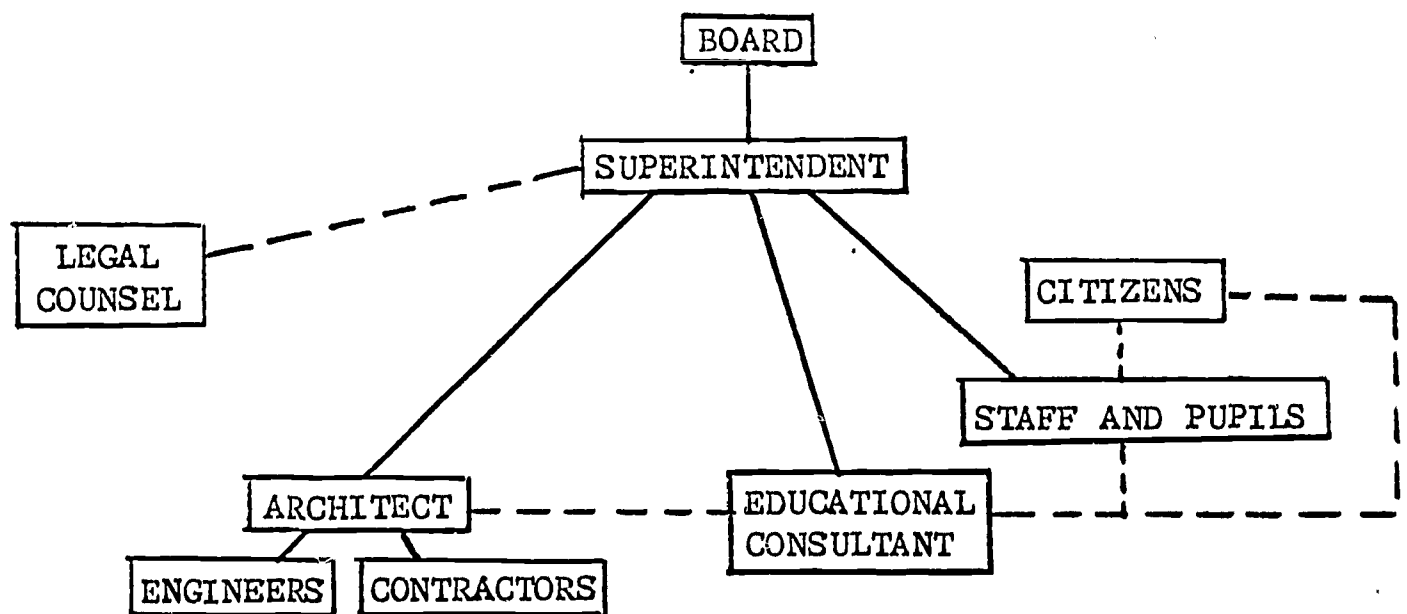 BOARD
SUPERINTENDENT
LEGAL
COUNSEL
CITIZENS
STAFF AND PUPILS
ARCHITECT
EDUCATIONAL
CONSULTANT
ENGINEERS
CONTRACTORS